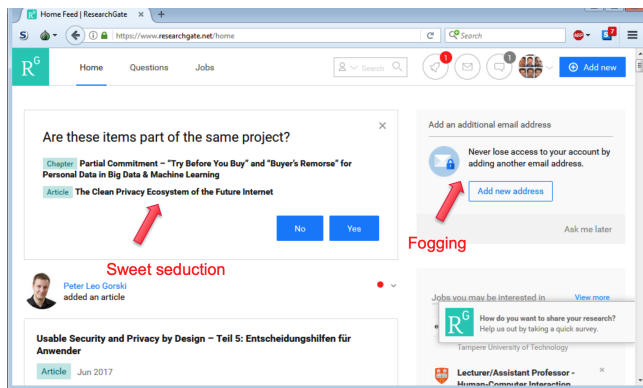 Home Feed | ResearchGate
https://www.researchgate.net/home
Search
ABP
7
RG
Home
Questions
Jobs
Search
1
1
Add new
Are these items part of the same project?
Chapter Partial Commitment – "Try Before You Buy" and "Buyer's Remorse" for
Personal Data in Big Data & Machine Learning
Article The Clean Privacy Ecosystem of the Future Internet
No
Yes
Sweet seduction
Add an additional email address
Never lose access to your account by
adding another email address.
Add new address
Fogging
Ask me later
Peter Leo Gorski
added an article
Usable Security and Privacy by Design – Teil 5: Entscheidungshilfen für
Anwender
Article Jun 2017
Jobs you may be interested in
View more
RG
How do you want to share your research?
Help us out by taking a quick survey.
Tampere University of Technology
Lecturer/Assistant Professor -
Human-Computer Interaction